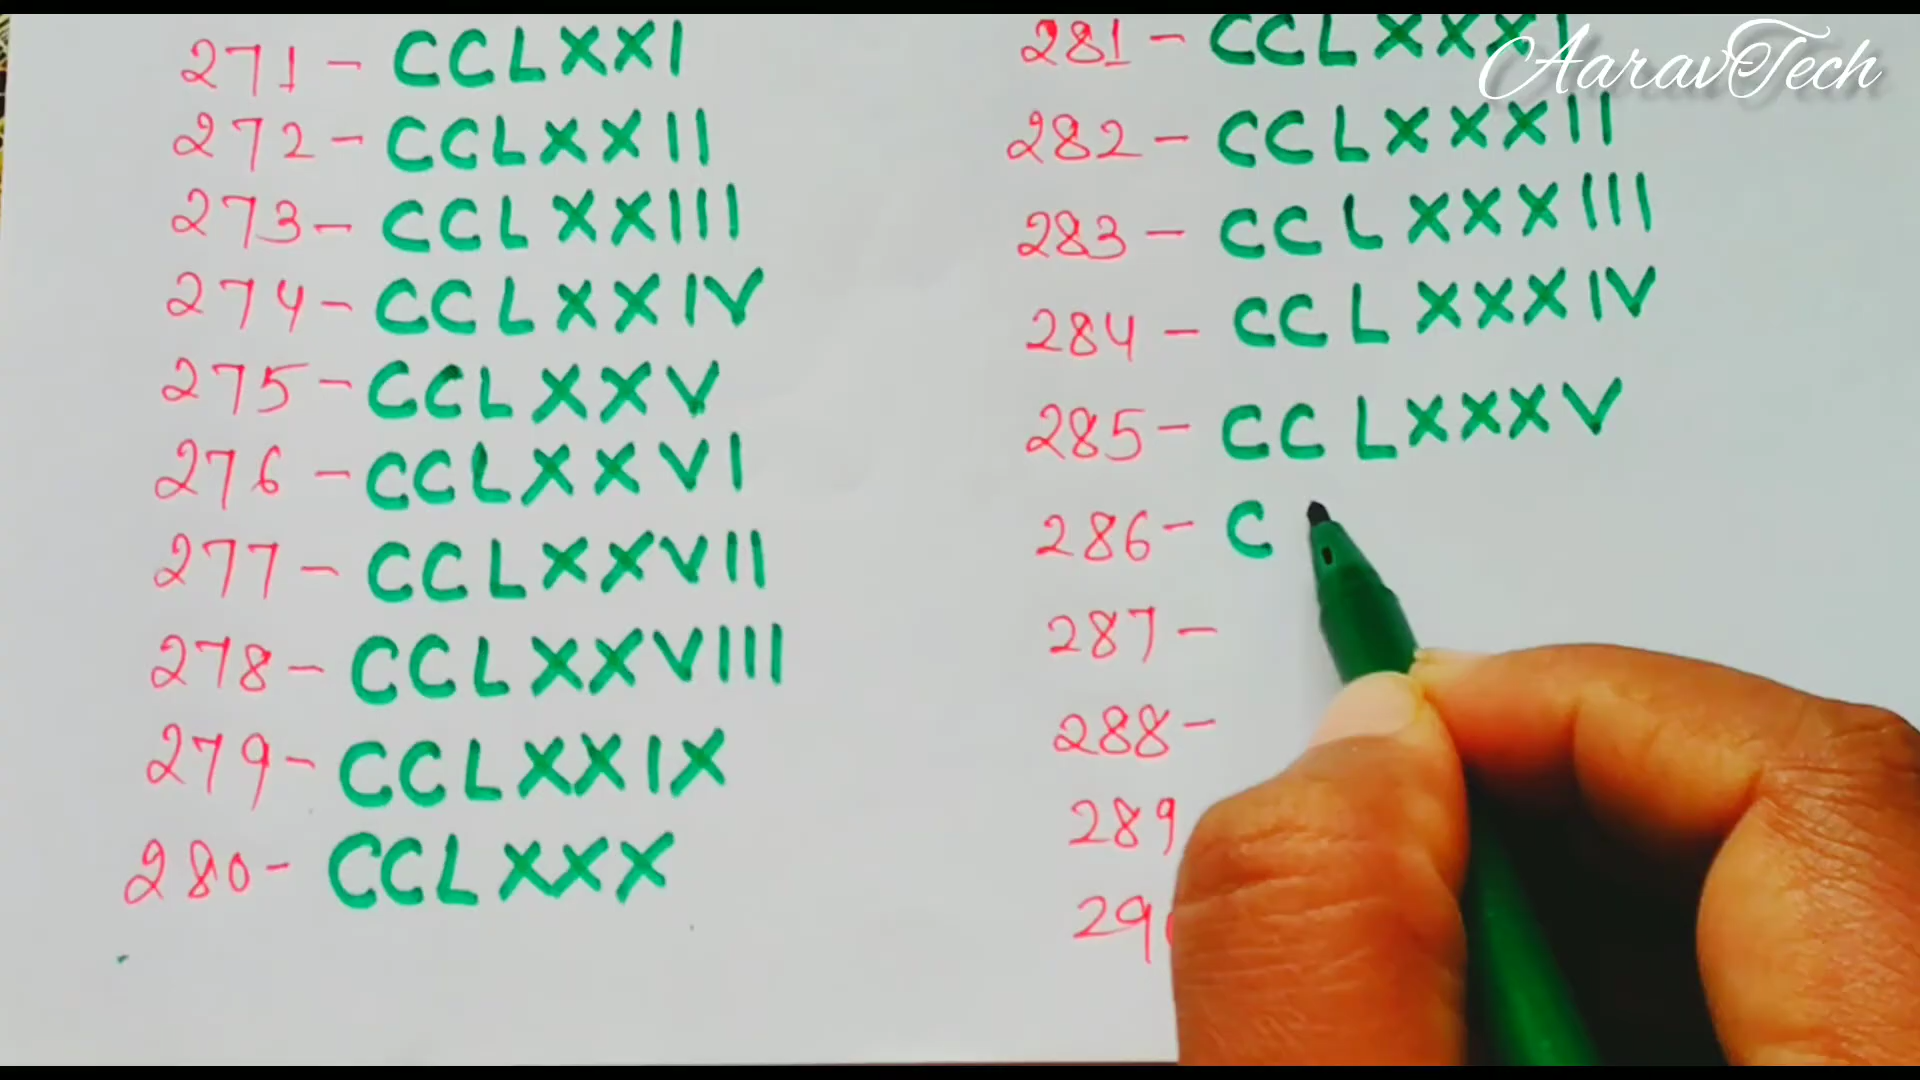 271 - CCLXXI
272 - CCLXXII
273 - CCLXXIII
274 - CCLXXIV
275 - CCLXXV
276 - CCLXXVI
277 - CCLXXVII
278 - CCLXXVIII
279 - CCLXXIX
280 - CCLXXX
281 - CCLXXXI
282 - CCLXXXII
283 - CCLXXXIII
284 - CCLXXXIV
285 - CCLXXXV
286 - C
287 -
288 -
289
AaravTech